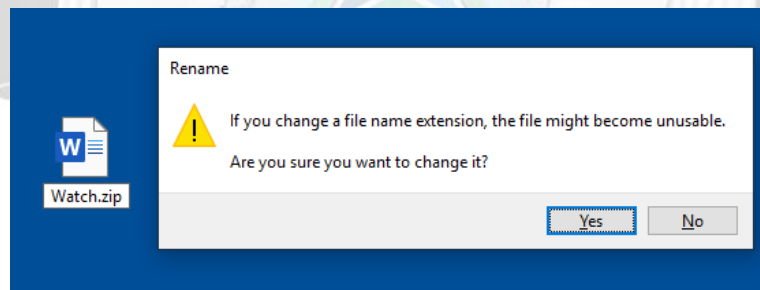 Rename
If you change a file name extension, the file might become unusable.
Are you sure you want to change it?
W
Watch.zip
Yes
No